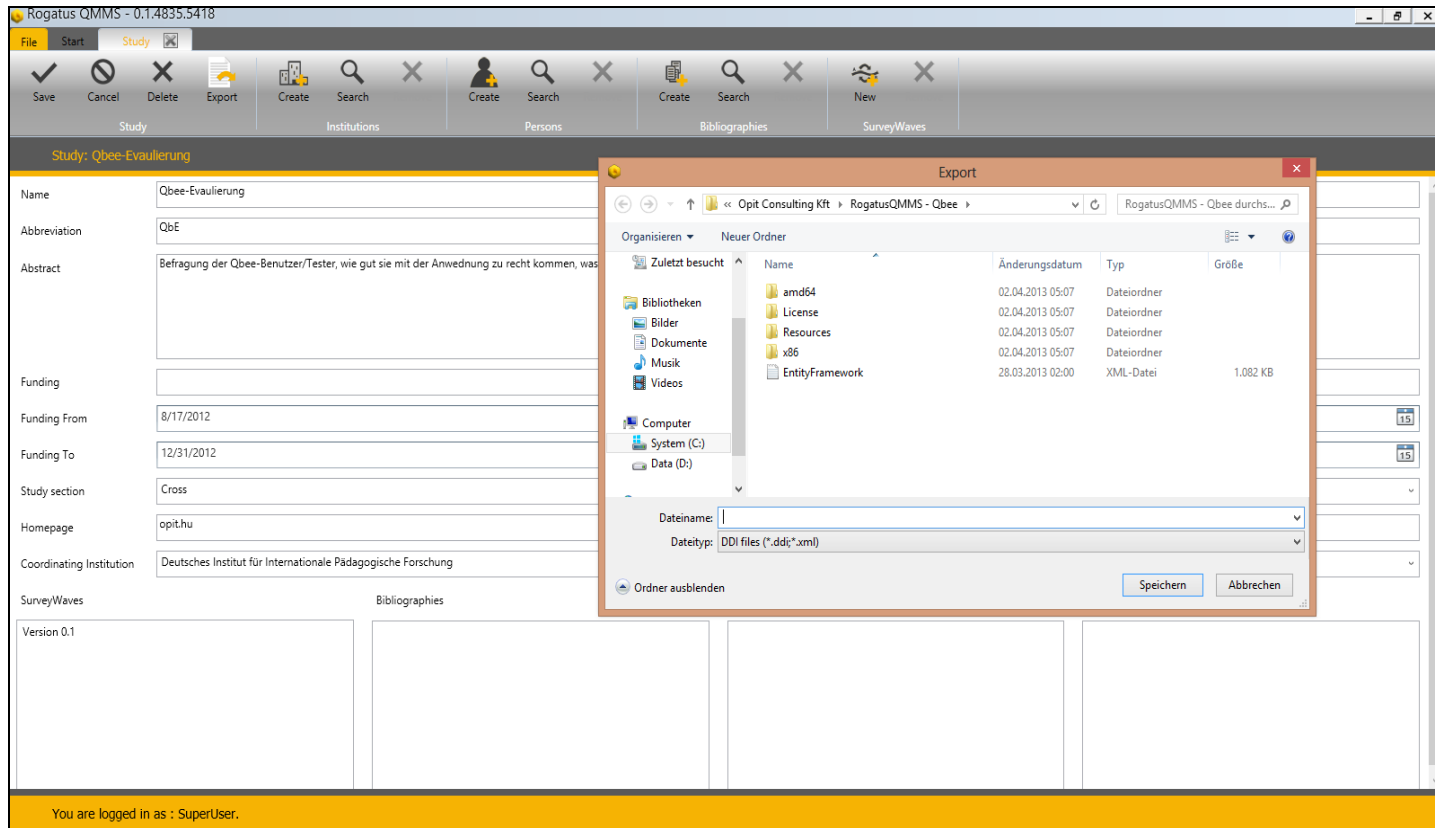 Rogatus QMMS - 0.1.4835.5418
File Start Study
Save Cancel Delete Export Create Search Create Search Create Search New
Study Institutions Persons Bibliographies SurveyWaves
Study: Qbee-Evaulierung
Name Qbee-Evaulierung
Abbreviation QbE
Abstract Befragung der Qbee-Benutzer/Tester, wie gut sie mit der Anwednung zu recht kommen, was
Funding
Funding From 8/17/2012 15
Funding To 12/31/2012 15
Study section Cross
Homepage opit.hu
Coordinating Institution Deutsches Institut für Internationale Pädagogische Forschung
SurveyWaves Bibliographies
Version 0.1
Export
« Opit Consulting Kft RogatusQMMS - Qbee RogatusQMMS - Qbee durchs...
Organisieren Neuer Ordner
Zuletzt besucht
Bibliotheken
Bilder
Dokumente
Musik
Videos
Computer
System (C:)
Data (D:)
Name Änderungsdatum Typ Größe
amd64 02.04.2013 05:07 Dateiordner
License 02.04.2013 05:07 Dateiordner
Resources 02.04.2013 05:07 Dateiordner
x86 02.04.2013 05:07 Dateiordner
EntityFramework 28.03.2013 02:00 XML-Datei 1.082 KB
Dateiname:
Dateityp: DDI files (*.ddi;*.xml)
Ordner ausblenden Speichern Abbrechen
You are logged in as : SuperUser.